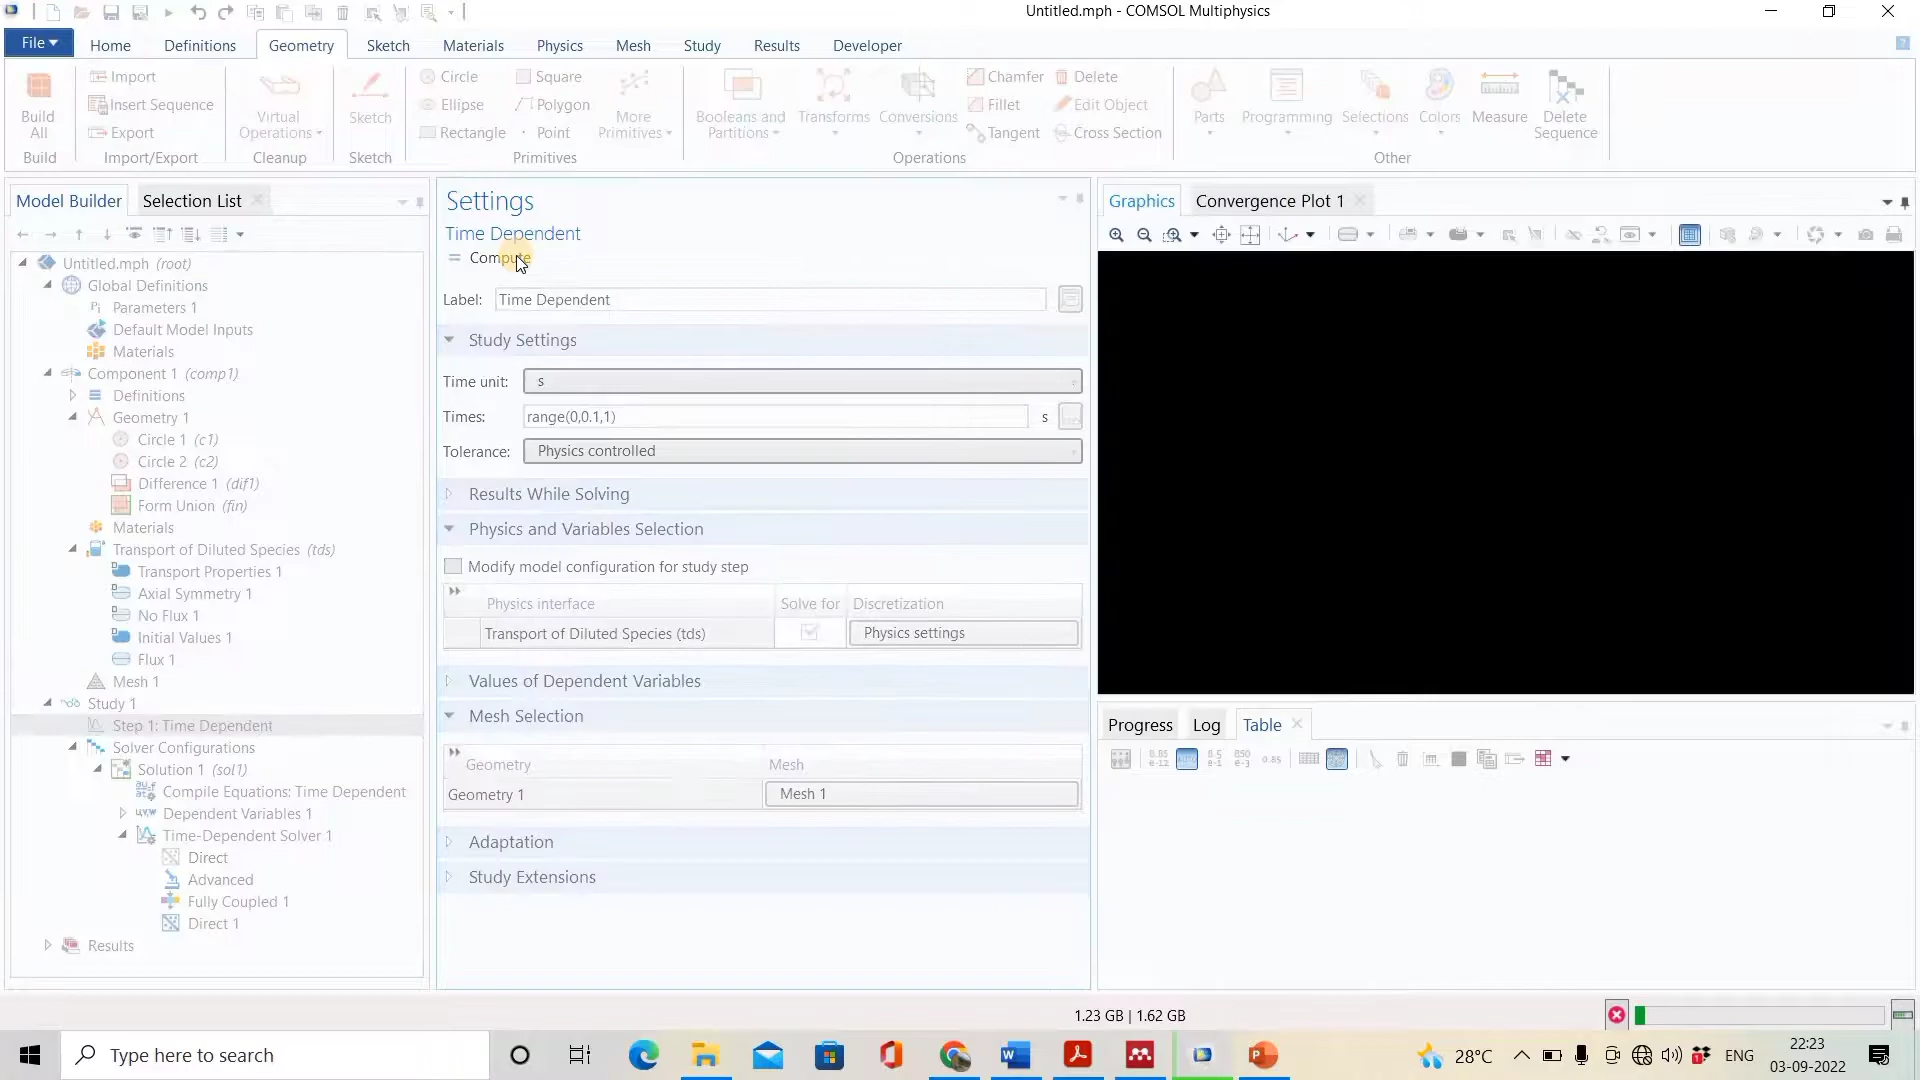 Untitled.mph - COMSOL Multiphysics
File Home Definitions Geometry Sketch Materials Physics Mesh Study Results Developer
Build All
Build
Import
Insert Sequence
Export
Import/Export
Virtual Operations
Cleanup
Sketch
Sketch
Circle Square
Ellipse Polygon
Rectangle Point
More Primitives
Primitives
Booleans and Partitions
Transforms
Conversions
Chamfer Delete
Fillet Edit Object
Tangent Cross Section
Operations
Parts
Programming
Selections
Colors
Measure
Delete Sequence
Other
Model Builder Selection List
Untitled.mph (root)
Global Definitions
Pi Parameters 1
Default Model Inputs
Materials
Component 1 (comp1)
Definitions
Geometry 1
Circle 1 (c1)
Circle 2 (c2)
Difference 1 (dif1)
Form Union (fin)
Materials
Transport of Diluted Species (tds)
Transport Properties 1
Axial Symmetry 1
No Flux 1
Initial Values 1
Flux 1
Mesh 1
Study 1
Step 1: Time Dependent
Solver Configurations
Solution 1 (sol1)
Compile Equations: Time Dependent
Dependent Variables 1
Time-Dependent Solver 1
Direct
Advanced
Fully Coupled 1
Direct 1
Results
Settings
Time Dependent
= Compute
Label: Time Dependent
Study Settings
Time unit: s
Times: range(0,0.1,1) s
Tolerance: Physics controlled
Results While Solving
Physics and Variables Selection
Modify model configuration for study step
Physics interface Solve for Discretization
Transport of Diluted Species (tds) Physics settings
Values of Dependent Variables
Mesh Selection
Geometry Mesh
Geometry 1 Mesh 1
Adaptation
Study Extensions
Graphics Convergence Plot 1
Progress Log Table
8.85 e-12 AUTO 8.5 e-1 850 e-3 0.85
1.23 GB | 1.62 GB
Type here to search
28°C
ENG
22:23
03-09-2022